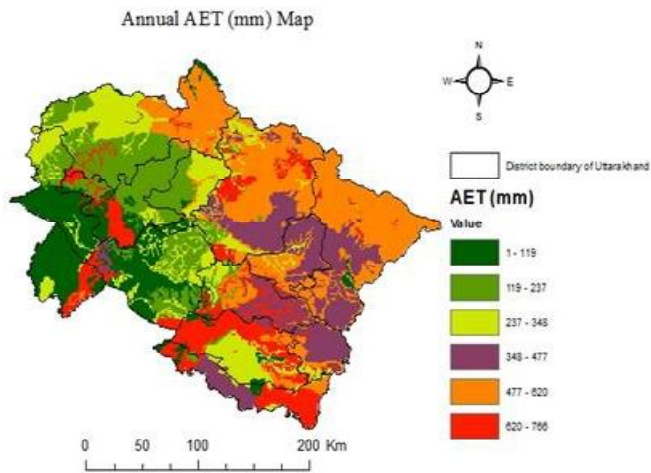 Annual AET (mm) Map
N
W E
S
District boundary of Uttarakhand
AET (mm)
Value
1 - 119
119 - 237
237 - 348
348 - 477
477 - 620
620 - 766
0 50 100 200 Km